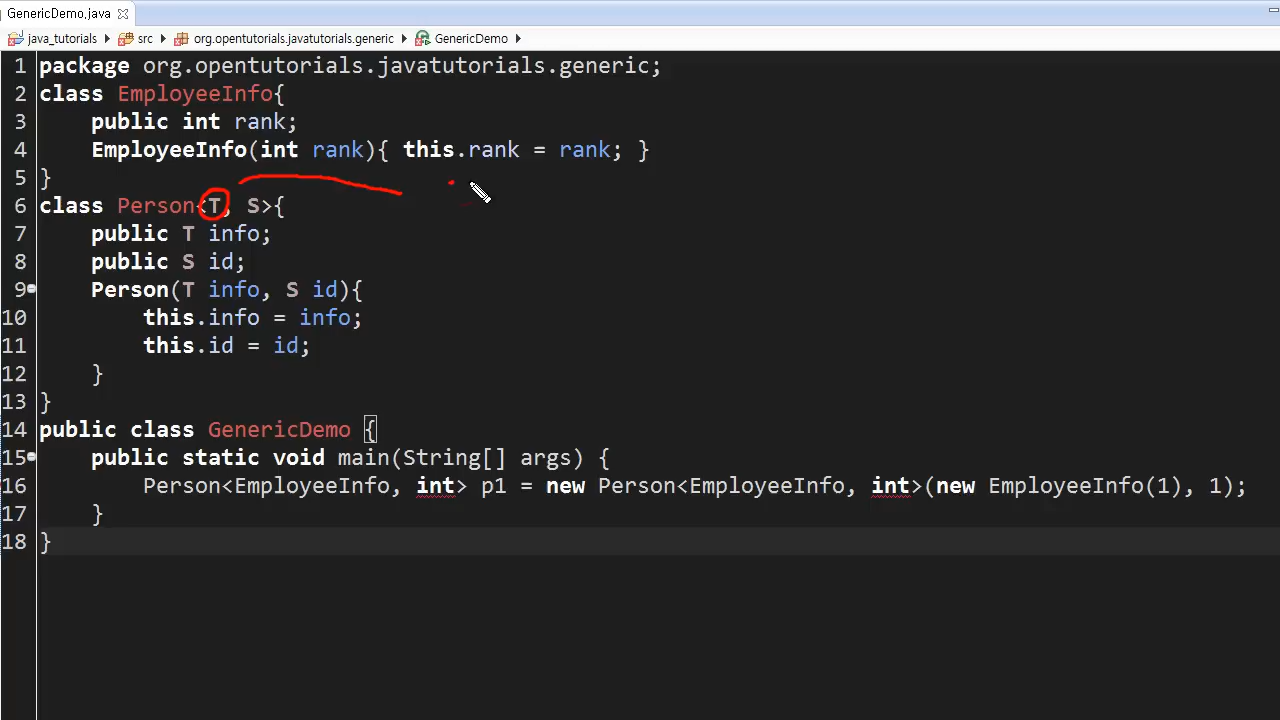 GenericDemo.java
java_tutorials src org.opentutorials.javatutorials.generic GenericDemo
1 package org.opentutorials.javatutorials.generic;
2 class EmployeeInfo{
3 public int rank;
4 EmployeeInfo(int rank){ this.rank = rank; }
5 }
6 class Person<T, S>{
7 public T info;
8 public S id;
9 Person(T info, S id){
10 this.info = info;
11 this.id = id;
12 }
13 }
14 public class GenericDemo {
15 public static void main(String[] args) {
16 Person<EmployeeInfo, int> p1 = new Person<EmployeeInfo, int>(new EmployeeInfo(1), 1);
17 }
18 }